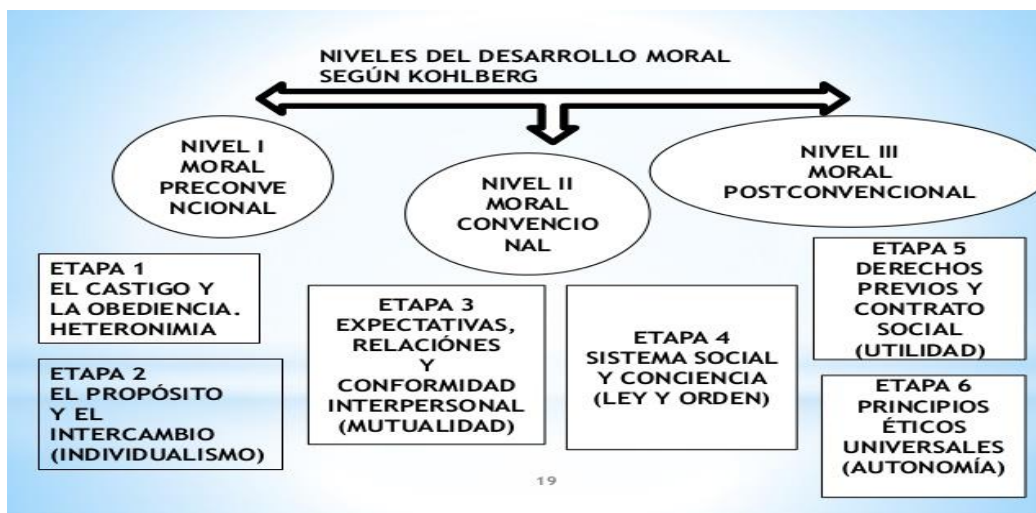 NIVELES DEL DESARROLLO MORAL
SEGÚN KOHLBERG
NIVEL I
MORAL
PRECONVE
NCIONAL
NIVEL II
MORAL
CONVENCIO
NAL
NIVEL III
MORAL
POSTCONVENCIONAL
ETAPA 1
EL CASTIGO Y
LA OBEDIENCIA.
HETERONIMIA
ETAPA 2
EL PROPÓSITO
Y EL
INTERCAMBIO
(INDIVIDUALISMO)
ETAPA 3
EXPECTATIVAS,
RELACIÓNES
Y
CONFORMIDAD
INTERPERSONAL
(MUTUALIDAD)
ETAPA 4
SISTEMA SOCIAL
Y CONCIENCIA
(LEY Y ORDEN)
ETAPA 5
DERECHOS
PREVIOS Y
CONTRATO
SOCIAL
(UTILIDAD)
ETAPA 6
PRINCIPIOS
ÉTICOS
UNIVERSALES
(AUTONOMÍA)
19